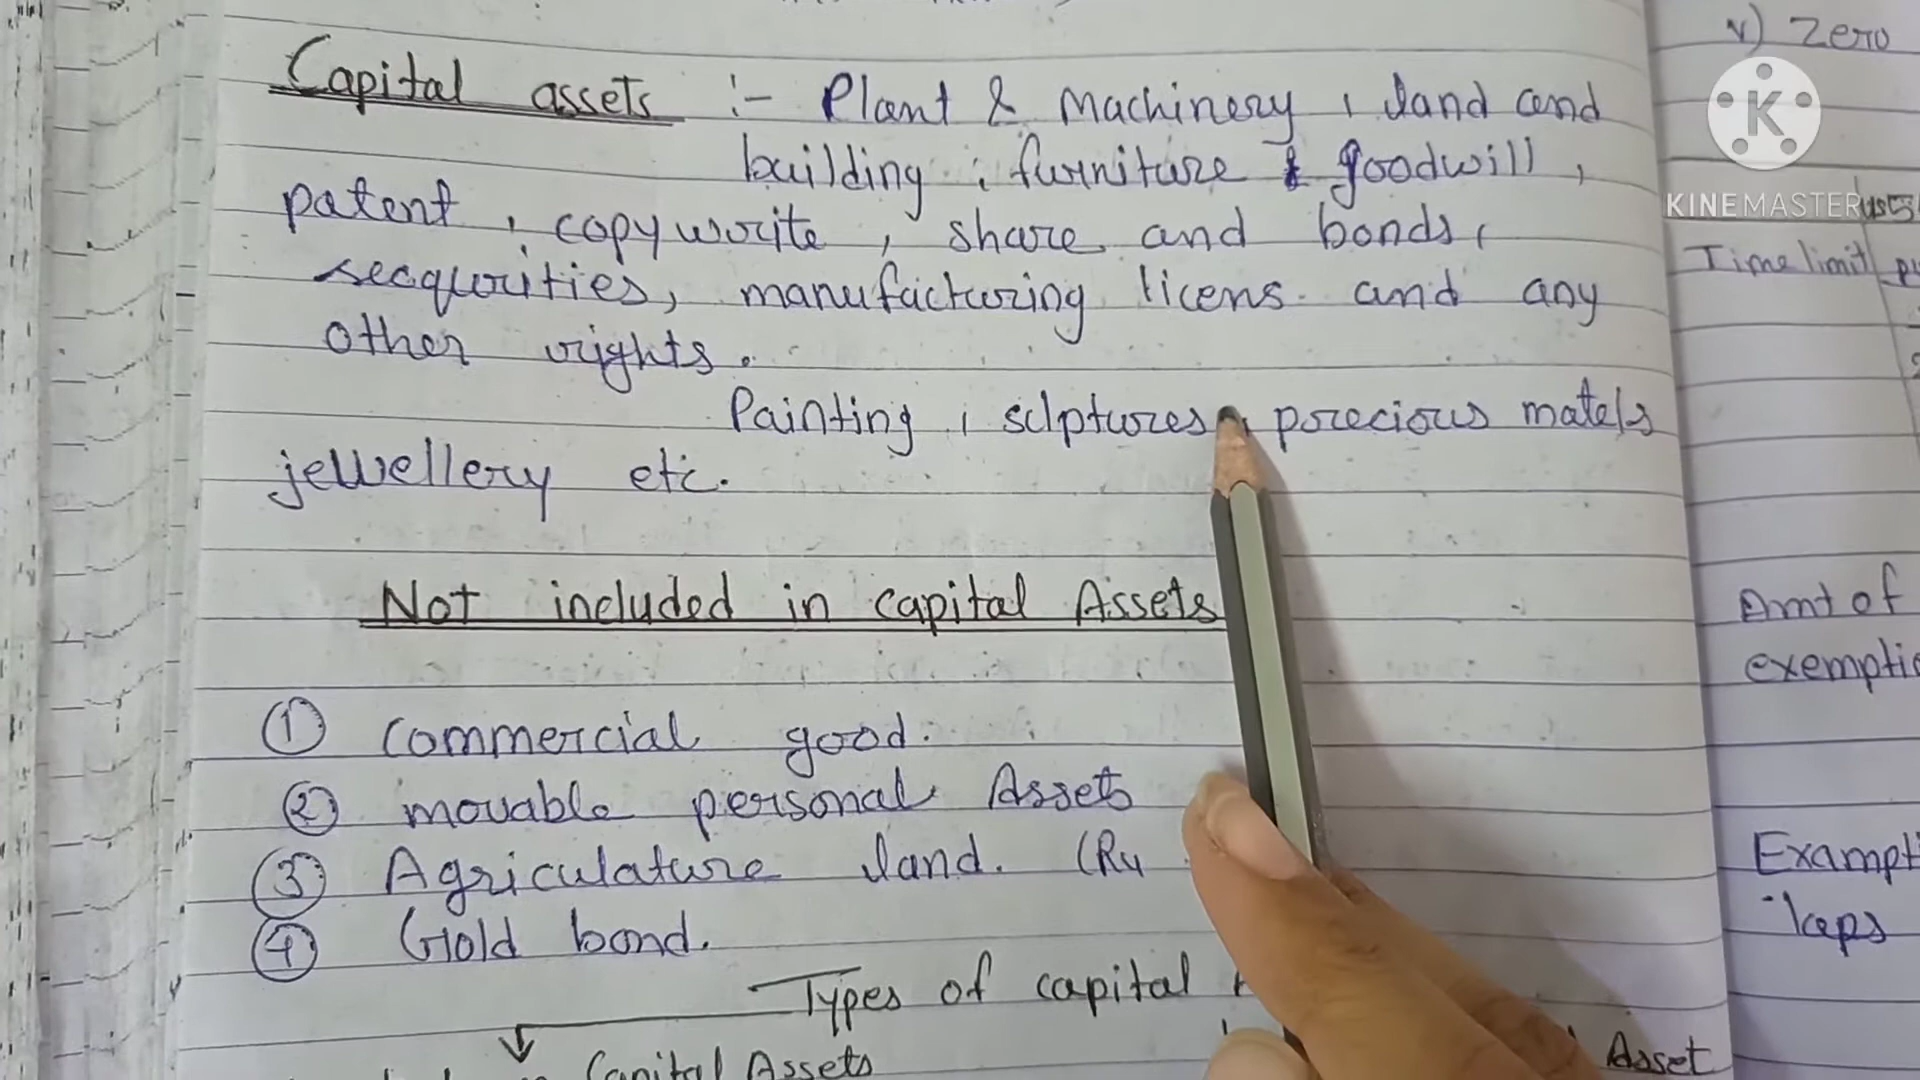 Capital assets :- Plant & Machinery, land and
building, furniture & goodwill,
patent, copywrite, share and bonds,
seaqurities, manufacturing licens. and any
other rights.
Painting, sclptures, precious matels
jewellery etc.
Not included in capital Assets
① Commercial good.
② movable personal Assets
③ Agriculature land. (Ru
④ Gold bond.
Types of capital
Capital Assets
Asset
v) Zero
KINEMASTER
Time limit
Amt of
exemptio
Exampt
laps